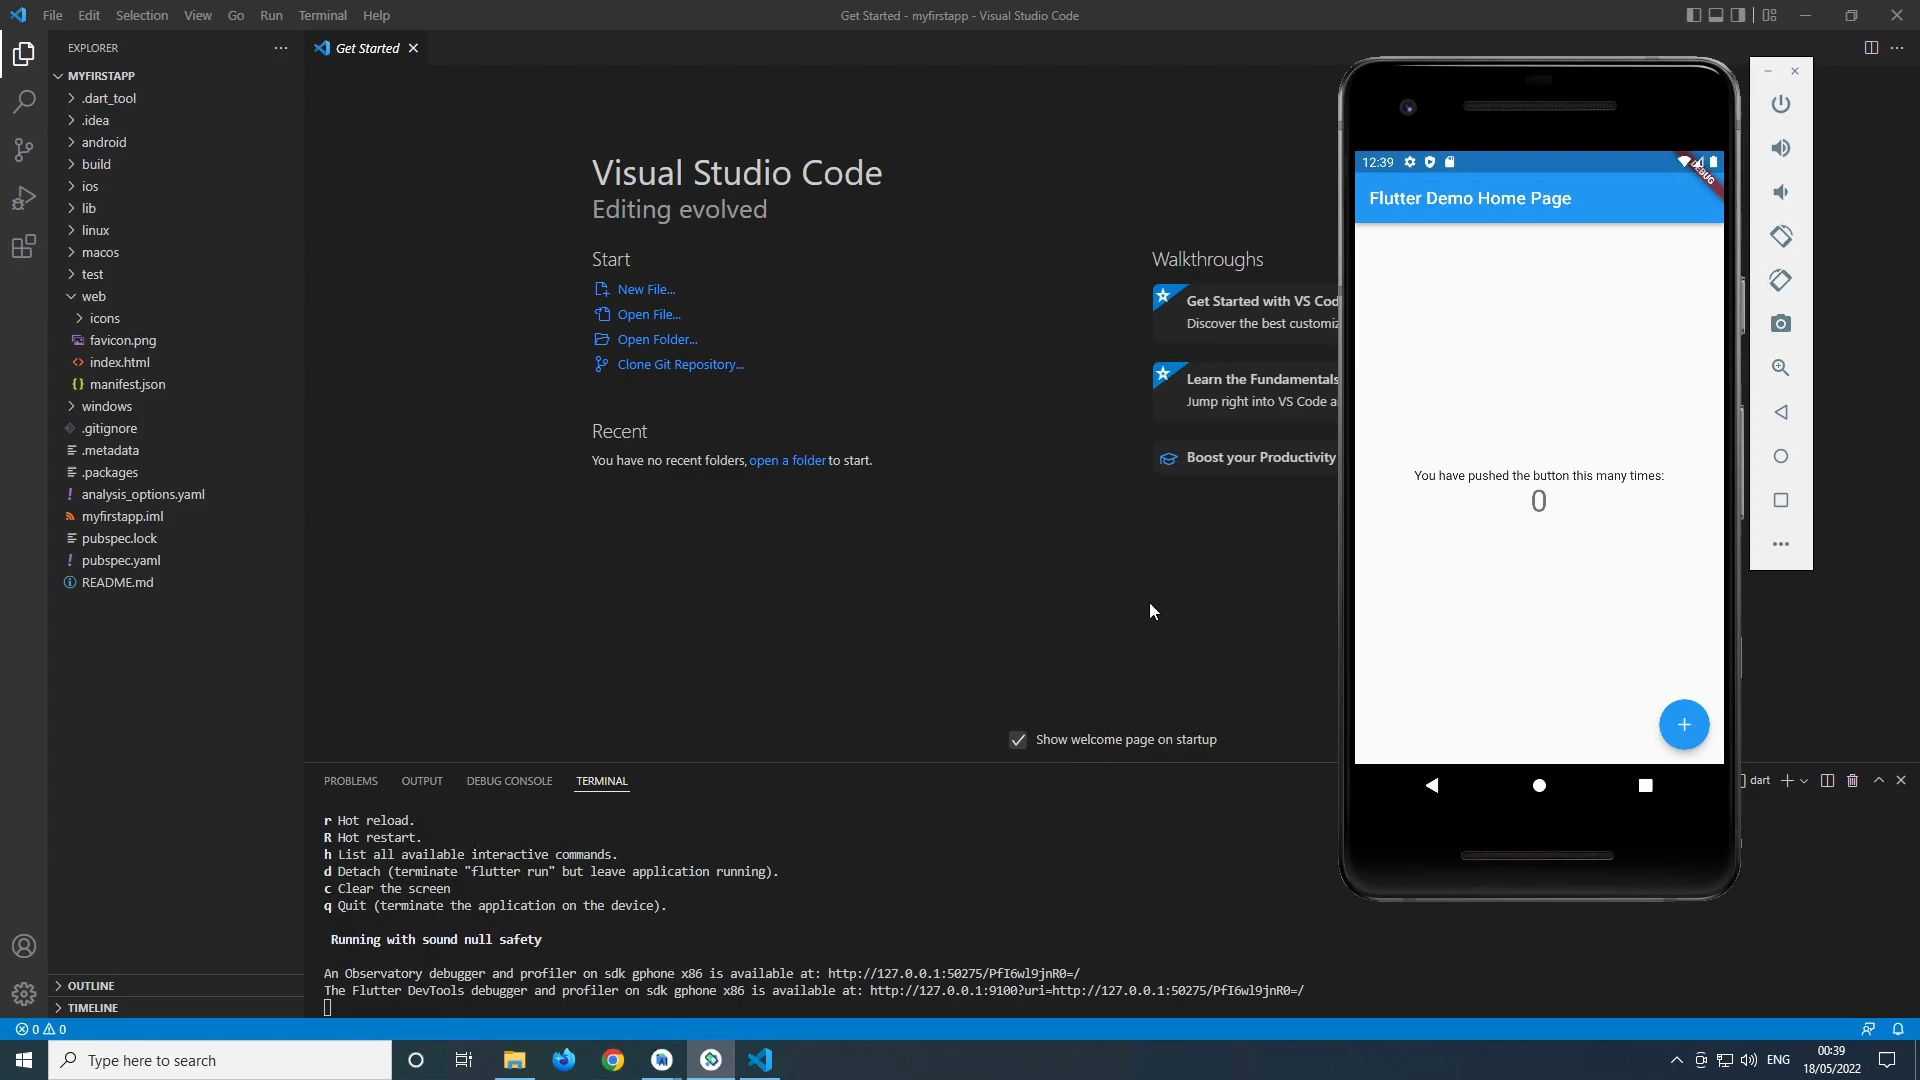 File Edit Selection View Go Run Terminal Help
Get Started - myfirstapp - Visual Studio Code
EXPLORER
MYFIRSTAPP
.dart_tool
.idea
android
build
ios
lib
linux
macos
test
web
icons
favicon.png
index.html
manifest.json
windows
.gitignore
.metadata
.packages
analysis_options.yaml
myfirstapp.iml
pubspec.lock
pubspec.yaml
README.md
OUTLINE
TIMELINE
Get Started
Visual Studio Code
Editing evolved
Start
New File...
Open File...
Open Folder...
Clone Git Repository...
Recent
You have no recent folders, open a folder to start.
Walkthroughs
Get Started with VS Cod
Discover the best customiz
Learn the Fundamentals
Jump right into VS Code a
Boost your Productivity
Show welcome page on startup
PROBLEMS OUTPUT DEBUG CONSOLE TERMINAL
dart
r Hot reload.
R Hot restart.
h List all available interactive commands.
d Detach (terminate "flutter run" but leave application running).
c Clear the screen
q Quit (terminate the application on the device).
Running with sound null safety
An Observatory debugger and profiler on sdk gphone x86 is available at: http://127.0.0.1:50275/PfI6wl9jnR0=/
The Flutter DevTools debugger and profiler on sdk gphone x86 is available at: http://127.0.0.1:9100?uri=http://127.0.0.1:50275/PfI6wl9jnR0=/
12:39
DEBUG
Flutter Demo Home Page
You have pushed the button this many times:
0
0 0
Type here to search
ENG
00:39
18/05/2022